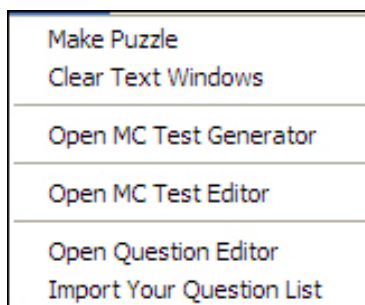 Make Puzzle
Clear Text Windows
Open MC Test Generator
Open MC Test Editor
Open Question Editor
Import Your Question List